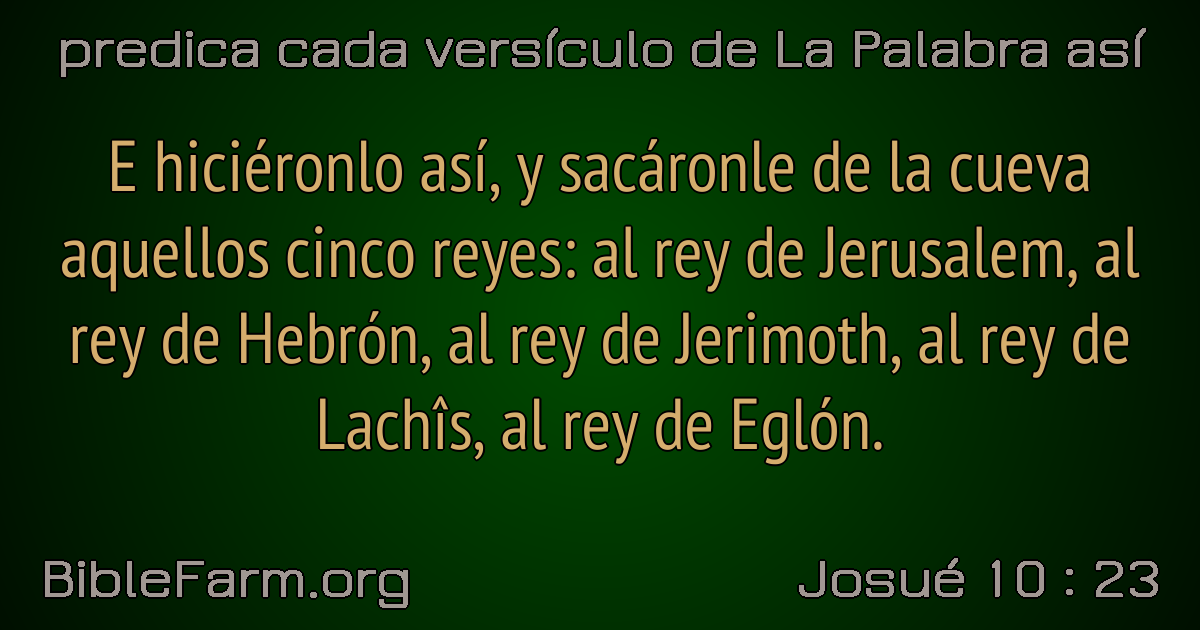 predica cada versículo de La Palabra así
E hiciéronlo así, y sacáronle de la cueva
aquellos cinco reyes: al rey de Jerusalem, al
rey de Hebrón, al rey de Jerimoth, al rey de
Lachîs, al rey de Eglón.
BibleFarm.org
Josué 10 : 23